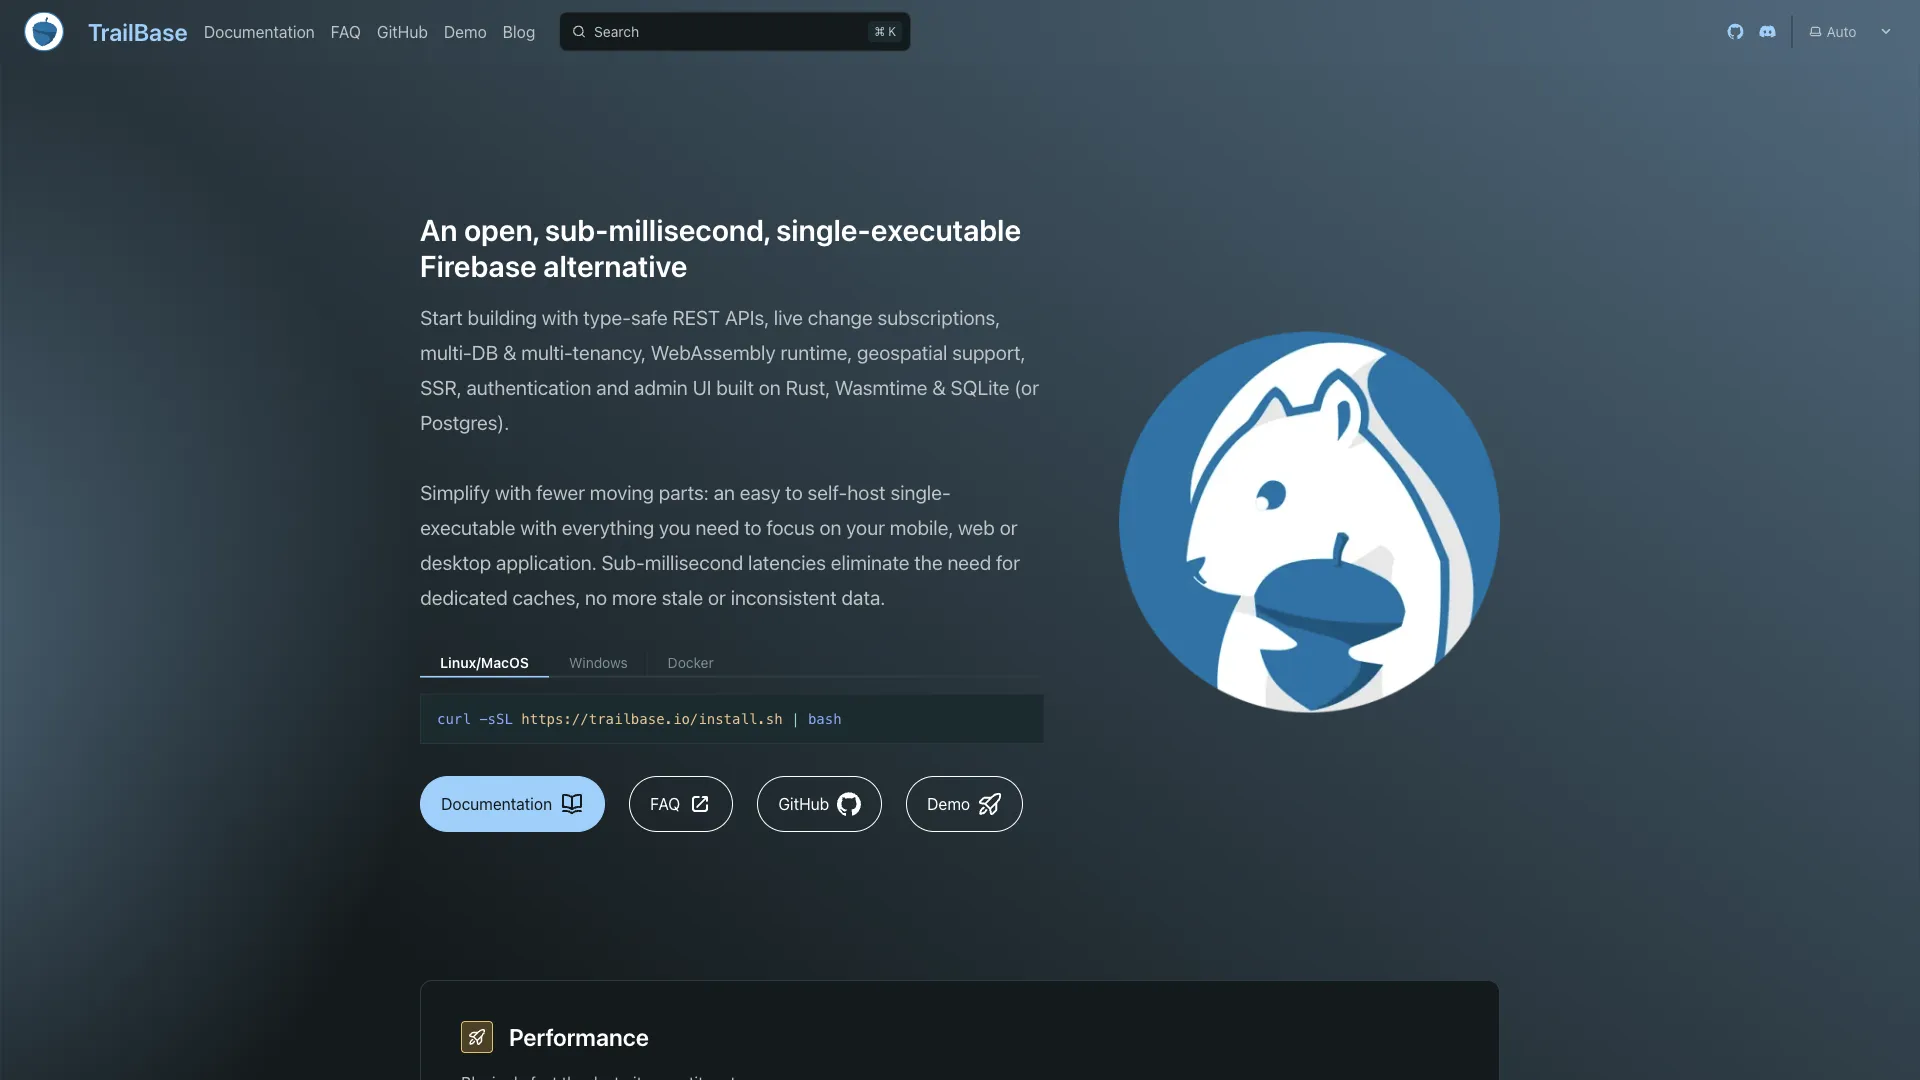 TrailBase
Documentation
FAQ
GitHub
Demo
Blog
Search
⌘ K
Auto
An open, sub-millisecond, single-executable
Firebase alternative
Start building with type-safe REST APIs, live change subscriptions,
multi-DB & multi-tenancy, WebAssembly runtime, geospatial support,
SSR, authentication and admin UI built on Rust, Wasmtime & SQLite (or
Postgres).
Simplify with fewer moving parts: an easy to self-host single-
executable with everything you need to focus on your mobile, web or
desktop application. Sub-millisecond latencies eliminate the need for
dedicated caches, no more stale or inconsistent data.
Linux/MacOS
Windows
Docker
curl -sSL https://trailbase.io/install.sh | bash
Documentation
FAQ
GitHub
Demo
Performance